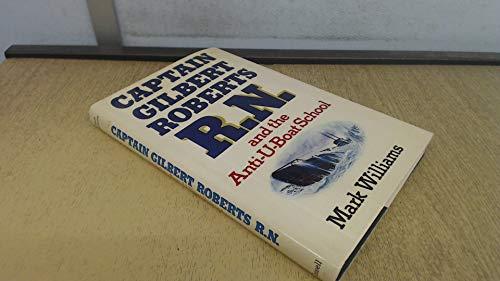 CAPTAIN
GILBERT
ROBERTS
R.N.
and the
Anti-U-Boat School
Mark Williams
CAPTAIN GILBERT ROBERTS R.N.